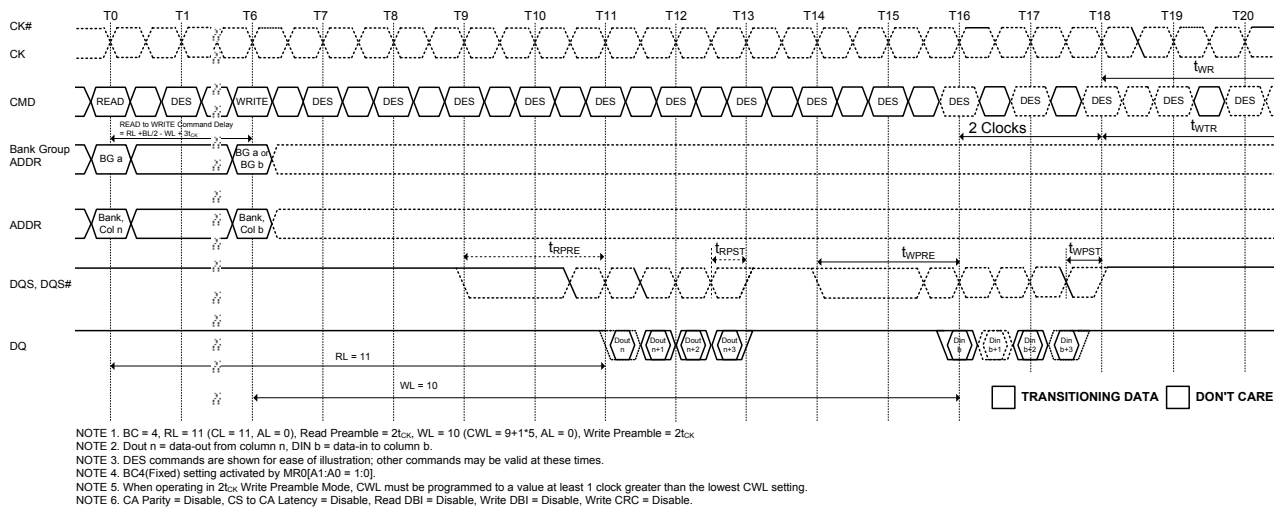 T0 T1 T6 T7 T8 T9 T10 T11 T12 T13 T14 T15 T16 T17 T18 T19 T20
CK#
CK
tWR
CMD READ DES WRITE DES DES DES DES DES DES DES DES DES DES DES DES DES DES
READ to WRITE Command Delay
= RL +BL/2 - WL + 3tCK
2 Clocks
tWTR
Bank Group
ADDR
BG a
BG a or
BG b
ADDR
Bank,
Col n
Bank,
Col b
tRPRE tRPST tWPRE tWPST
DQS, DQS#
DQ
Dout
n
Dout
n+1
Dout
n+2
Dout
n+3
Din
b
Din
b+1
Din
b+2
Din
b+3
RL = 11
WL = 10
TRANSITIONING DATA DON'T CARE
NOTE 1. BC = 4, RL = 11 (CL = 11, AL = 0), Read Preamble = 2tCK, WL = 10 (CWL = 9+1*5, AL = 0), Write Preamble = 2tCK
NOTE 2. Dout n = data-out from column n, DIN b = data-in to column b.
NOTE 3. DES commands are shown for ease of illustration; other commands may be valid at these times.
NOTE 4. BC4(Fixed) setting activated by MR0[A1:A0 = 1:0].
NOTE 5. When operating in 2tCK Write Preamble Mode, CWL must be programmed to a value at least 1 clock greater than the lowest CWL setting.
NOTE 6. CA Parity = Disable, CS to CA Latency = Disable, Read DBI = Disable, Write DBI = Disable, Write CRC = Disable.